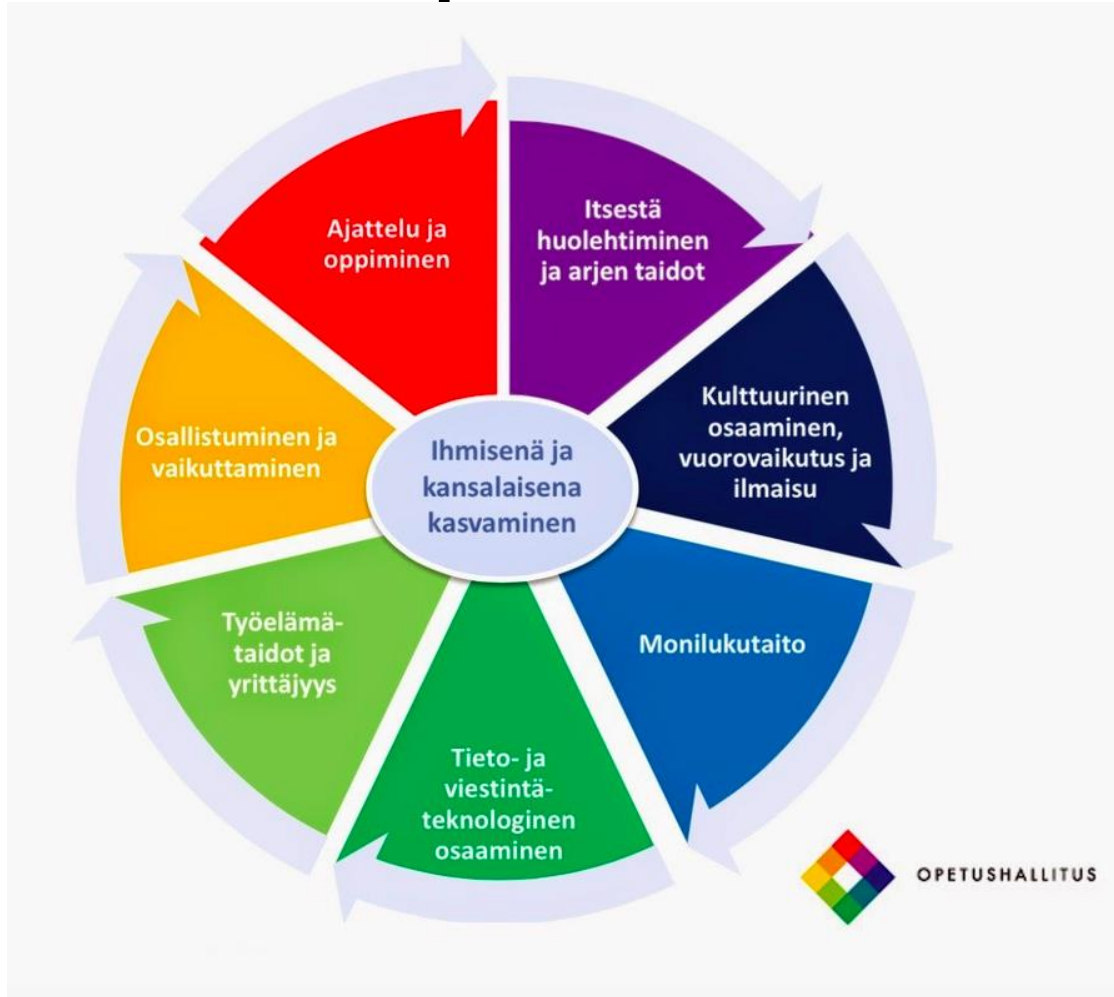 Ajattelu ja
oppiminen
Itsestä
huolehtiminen
ja arjen taidot
Kulttuurinen
osaaminen,
vuorovaikutus ja
ilmaisu
Monilukutaito
Tieto- ja
viestintä-
teknologinen
osaaminen
Työelämä-
taidot ja
yrittäjyys
Osallistuminen ja
vaikuttaminen
Ihmisenä ja
kansalaisena
kasvaminen
OPETUSHALLITUS